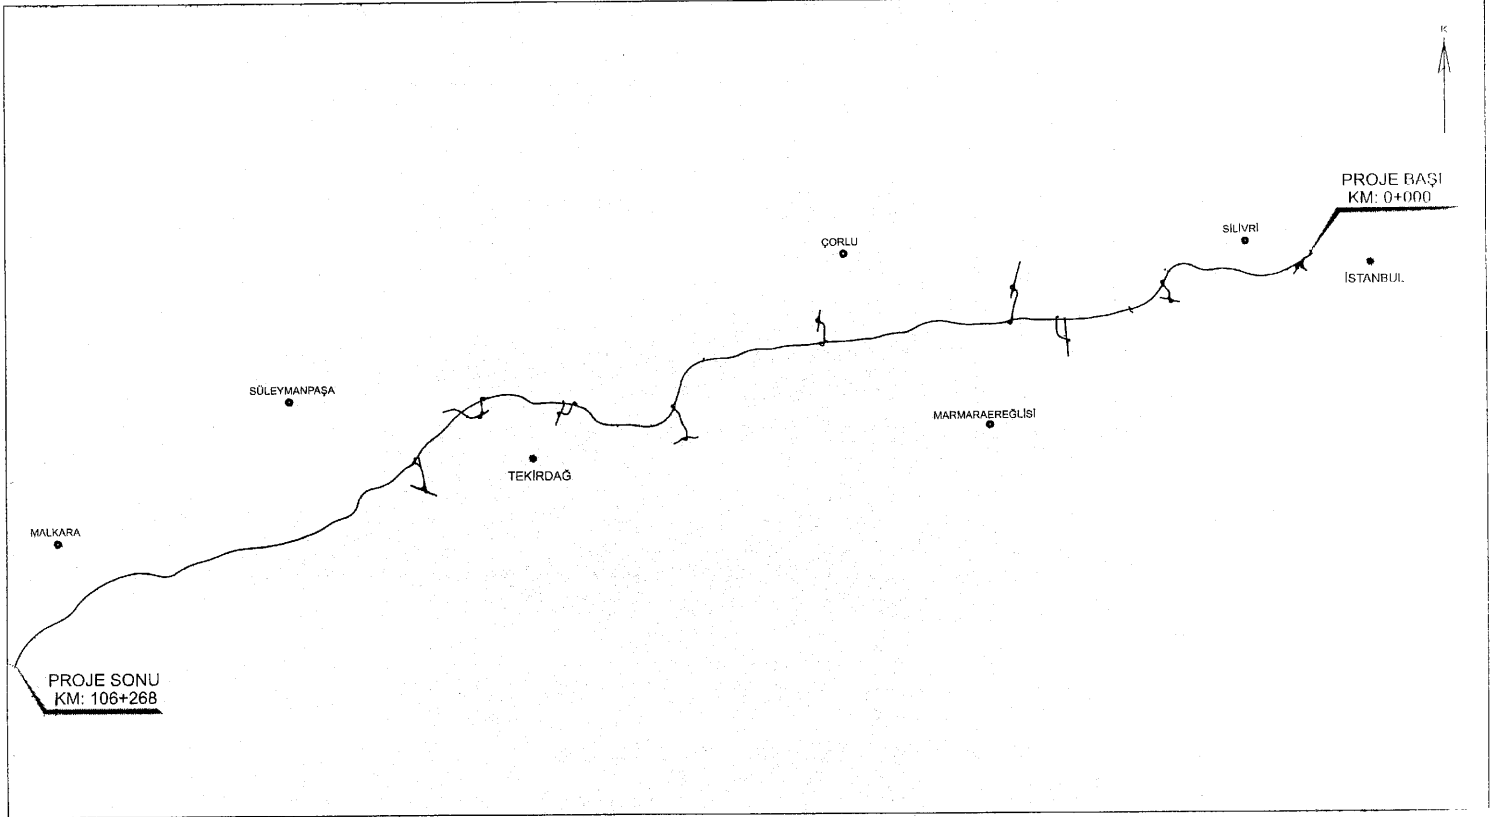 K
PROJE BAŞI
KM: 0+000
SİLİVRİ
ÇORLU
İSTANBUL
SÜLEYMANPAŞA
MARMARAEREĞLİSİ
TEKİRDAĞ
MALKARA
PROJE SONU
KM: 106+268